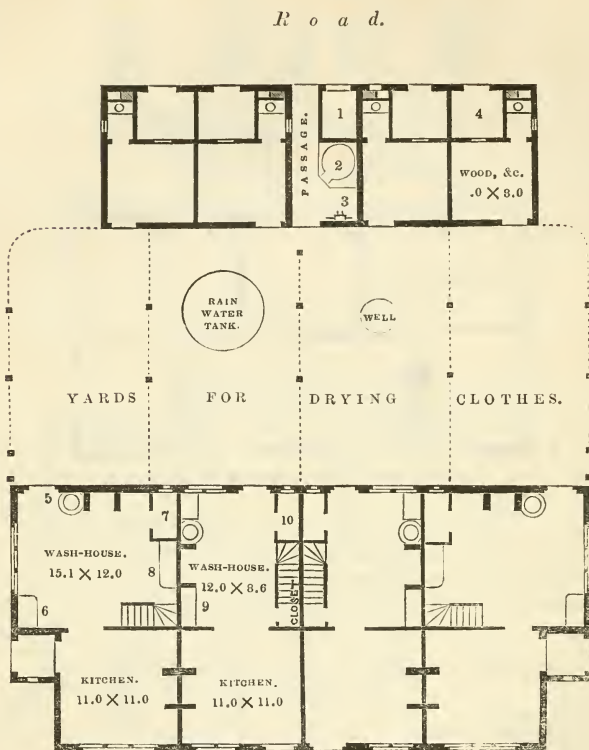 Road.
PASSAGE.
1
4
2
3
WOOD, &c.
.0 × 8.0
RAIN
WATER
TANK.
WELL
YARDS FOR DRYING CLOTHES.
5
7
10
WASH-HOUSE.
15.1 × 12.0
8
6
WASH-HOUSE.
12.0 × 8.6
9
CLOSET
KITCHEN.
11.0 × 11.0
KITCHEN.
11.0 × 11.0